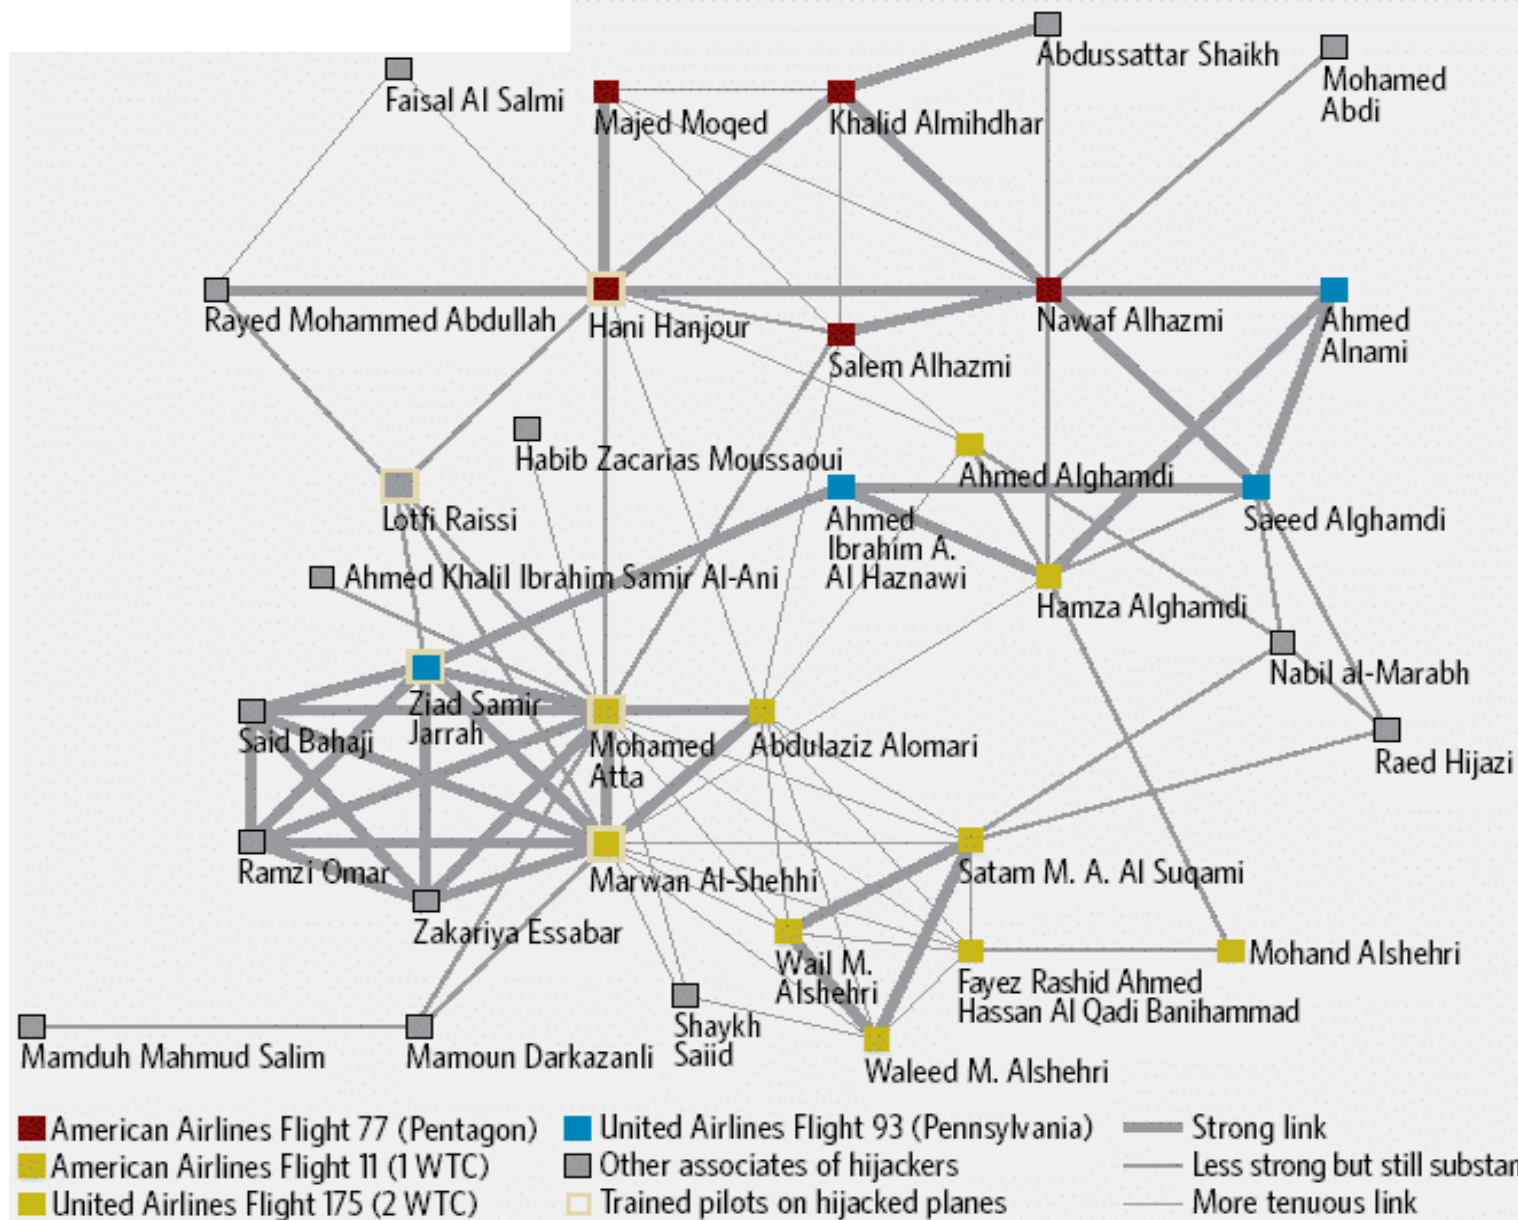 Abdussattar Shaikh
Mohamed
Abdi
Faisal Al Salmi
Majed Moqed
Khalid Almihdhar
Rayed Mohammed Abdullah
Hani Hanjour
Nawaf Alhazmi
Ahmed
Alnami
Salem Alhazmi
Habib Zacarias Moussaoui
Ahmed Alghamdi
Lotfi Raissi
Ahmed
Ibrahim A.
Al Haznawi
Saeed Alghamdi
Ahmed Khalil Ibrahim Samir Al-Ani
Hamza Alghamdi
Nabil al-Marabh
Ziad Samir
Jarrah
Said Bahaji
Mohamed
Atta
Abdulaziz Alomari
Raed Hijazi
Ramzi Omar
Marwan Al-Shehhi
Satam M. A. Al Suqami
Zakariya Essabar
Wail M.
Alshehri
Fayez Rashid Ahmed
Hassan Al Qadi Banihammad
Mohand Alshehri
Shaykh
Saiid
Mamduh Mahmud Salim
Mamoun Darkazanli
Waleed M. Alshehri
American Airlines Flight 77 (Pentagon)
United Airlines Flight 93 (Pennsylvania)
Strong link
American Airlines Flight 11 (1 WTC)
Other associates of hijackers
Less strong but still substan
United Airlines Flight 175 (2 WTC)
Trained pilots on hijacked planes
More tenuous link